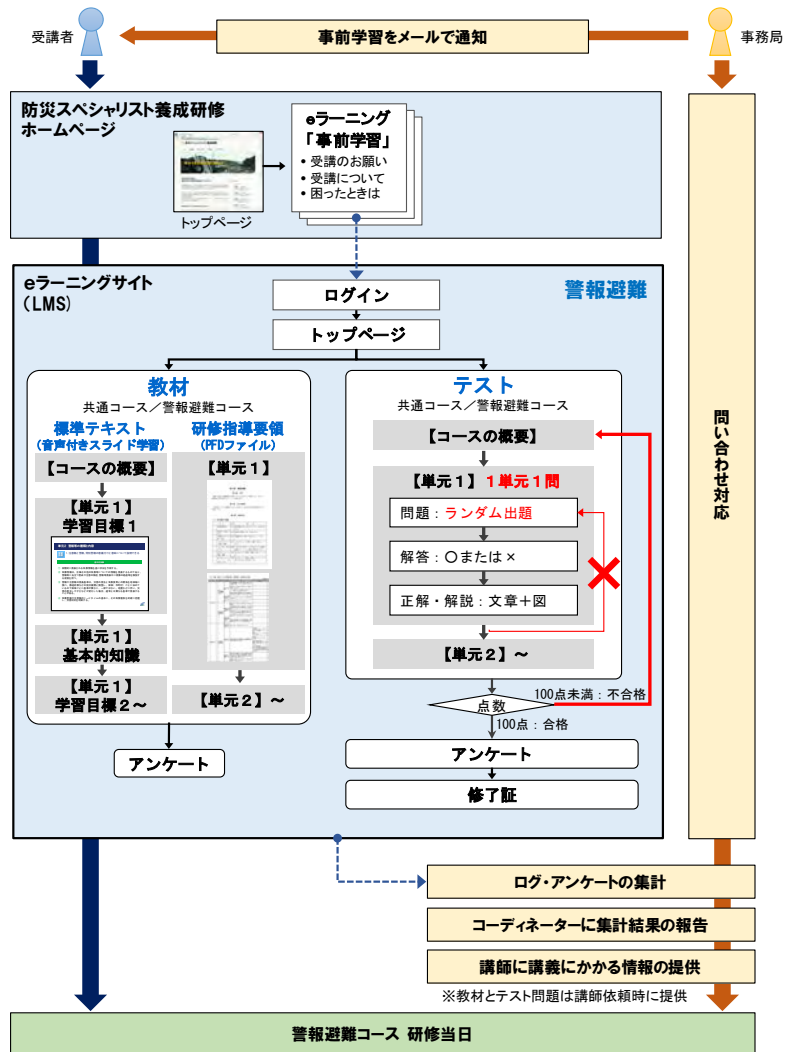 受講者
事前学習をメールで通知
事務局
防災スペシャリスト養成研修
ホームページ
トップページ
eラーニング
「事前学習」
• 受講のお願い
• 受講について
• 困ったときは
eラーニングサイト
(LMS)
警報避難
ログイン
トップページ
教材
共通コース／警報避難コース
標準テキスト
(音声付きスライド学習)
【コースの概要】
【単元１】
学習目標１
【単元１】
基本的知識
【単元１】
学習目標２～
研修指導要領
(PFDファイル)
【単元１】
【単元２】～
アンケート
テスト
共通コース／警報避難コース
【コースの概要】
【単元１】１単元１問
問題：ランダム出題
解答：〇または×
正解・解説：文章＋図
【単元２】～
点数
100点未満：不合格
100点：合格
アンケート
修了証
問い合わせ対応
ログ・アンケートの集計
コーディネーターに集計結果の報告
講師に講義にかかる情報の提供
※教材とテスト問題は講師依頼時に提供
警報避難コース 研修当日